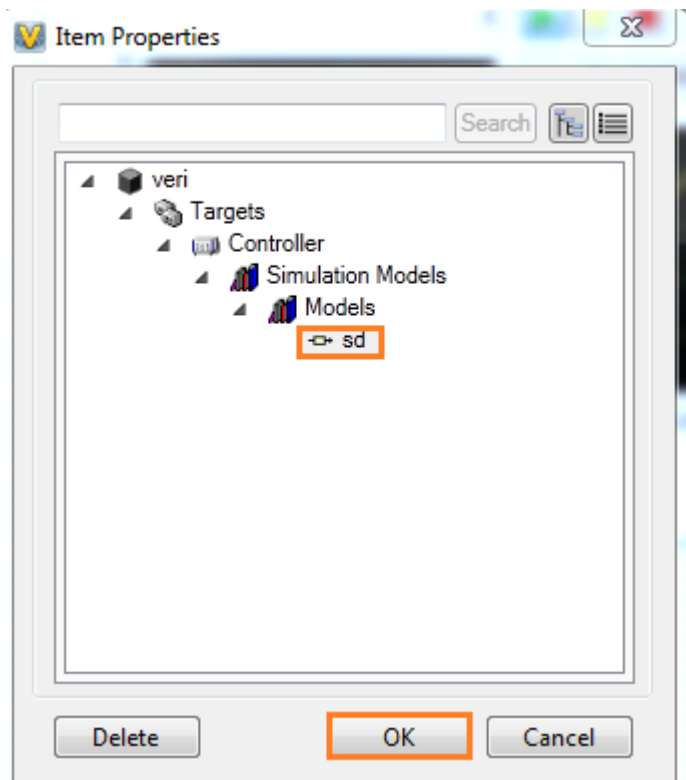 Item Properties
Search
veri
Targets
Controller
Simulation Models
Models
sd
Delete OK Cancel